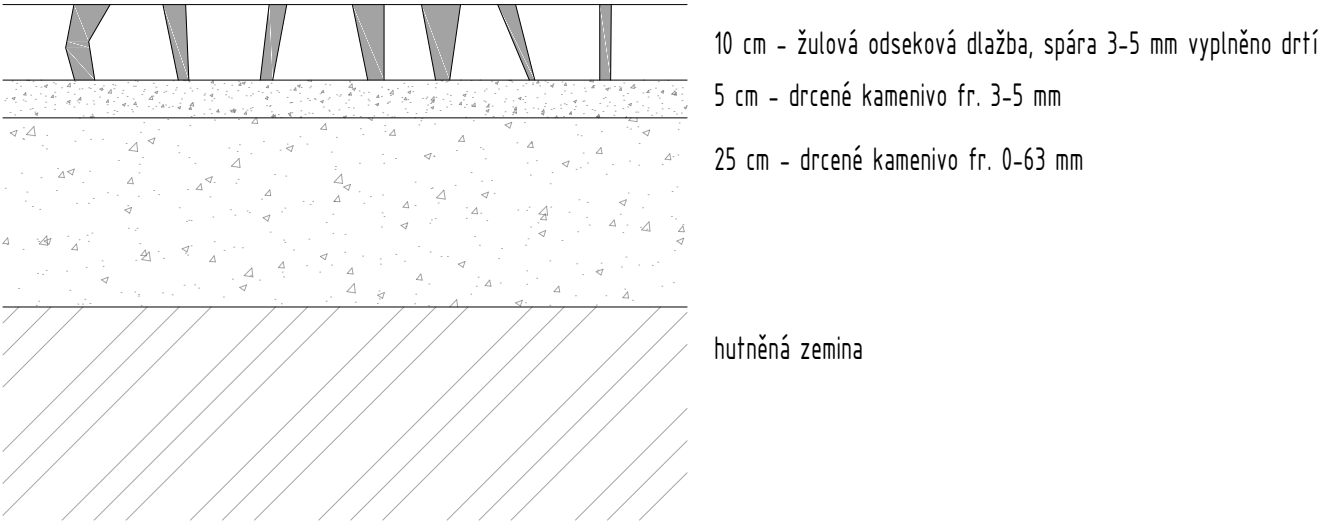 10 cm – žulová odseková dlažba, spára 3–5 mm vyplněno drtí
5 cm – drcené kamenivo fr. 3–5 mm
25 cm – drcené kamenivo fr. 0–63 mm
hutněná zemina